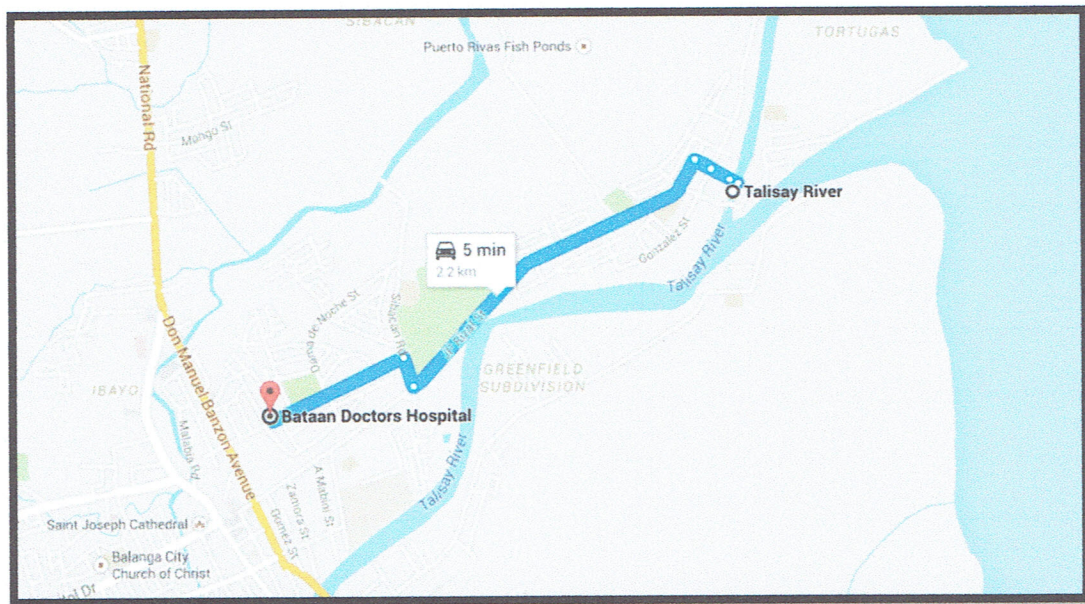 SIBACAN
TORTUGAS
Puerto Rivas Fish Ponds
National Rd
Mango St
Talisay River
5 min
2.2 km
Gonzalez St
Talisay River
Sibacan Rd
Dama de Noche St
Don Manuel Banzon Avenue
GREENFIELD
SUBDIVISION
IBAYO
Bataan Doctors Hospital
Malabia Rd
Talisay River
A Mabini St
Zamora St
Gomez St
Saint Joseph Cathedral
Balanga City
Church of Christ
tol Dr